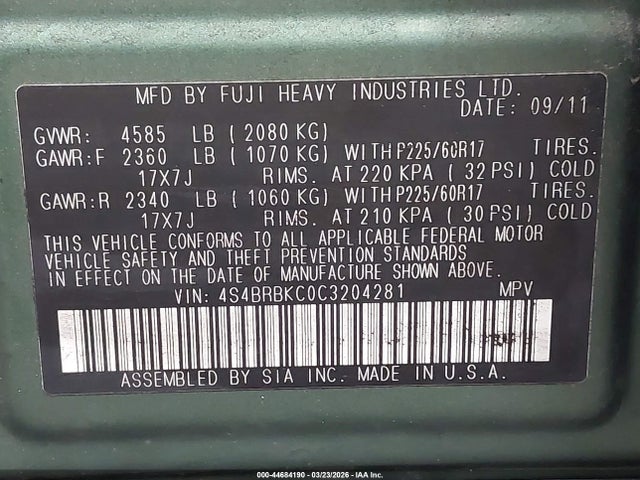 MFD BY FUJI HEAVY INDUSTRIES LTD.
DATE: 09/11
GVWR: 4585 LB ( 2080 KG)
GAWR:F 2360 LB ( 1070 KG) WITH P225/60R17 TIRES.
17X7J RIMS. AT 220 KPA ( 32 PSI) COLD
GAWR:R 2340 LB ( 1060 KG) WITH P225/60R17 TIRES.
17X7J RIMS. AT 210 KPA ( 30 PSI) COLD
THIS VEHICLE CONFORMS TO ALL APPLICABLE FEDERAL MOTOR
VEHICLE SAFETY AND THEFT PREVENTION STANDARDS
IN EFFECT ON THE DATE OF MANUFACTURE SHOWN ABOVE.
VIN: 4S4BRBKC0C3204281 MPV
ASSEMBLED BY SIA INC. MADE IN U.S.A.
000-44684190 - 03/23/2026 - IAA Inc.